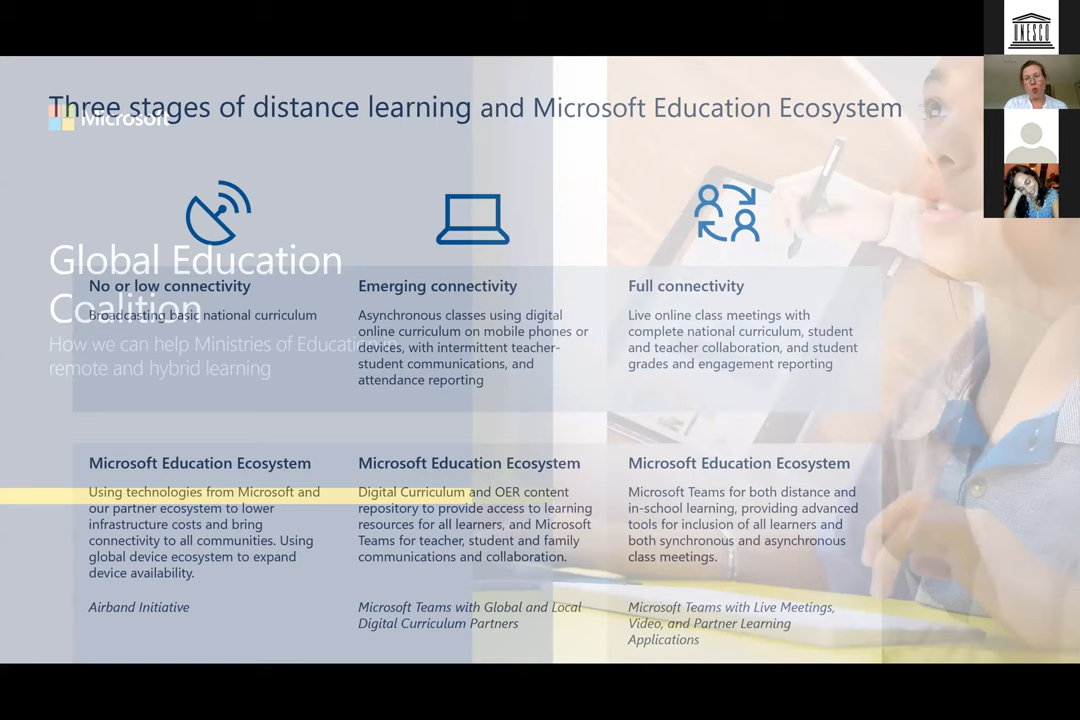 UNESCO
Three stages of distance learning and Microsoft Education Ecosystem
Microsoft
Global Education
Coalition
How we can help Ministries of Education in
remote and hybrid learning
No or low connectivity
Broadcasting basic national curriculum
Emerging connectivity
Asynchronous classes using digital
online curriculum on mobile phones or
devices, with intermittent teacher-
student communications, and
attendance reporting
Full connectivity
Live online class meetings with
complete national curriculum, student
and teacher collaboration, and student
grades and engagement reporting
Microsoft Education Ecosystem
Using technologies from Microsoft and
our partner ecosystem to lower
infrastructure costs and bring
connectivity to all communities. Using
global device ecosystem to expand
device availability.
Airband Initiative
Microsoft Education Ecosystem
Digital Curriculum and OER content
repository to provide access to learning
resources for all learners, and Microsoft
Teams for teacher, student and family
communications and collaboration.
Microsoft Teams with Global and Local
Digital Curriculum Partners
Microsoft Education Ecosystem
Microsoft Teams for both distance and
in-school learning, providing advanced
tools for inclusion of all learners and
both synchronous and asynchronous
class meetings.
Microsoft Teams with Live Meetings,
Video, and Partner Learning
Applications